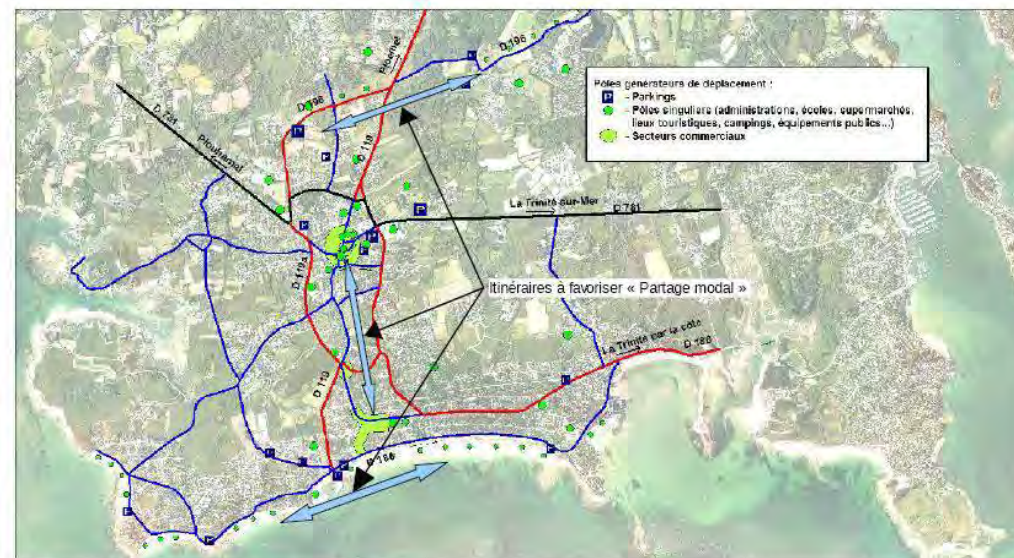 Ploemel
D 196
Pôles générateurs de déplacement :
P - Parkings
- Pôles singuliers (administrations, écoles, supermarchés,
lieux touristiques, campings, équipements publics...)
- Secteurs commerciaux
D 196
D 781
Plouharnel
D 119
La Trinité sur-Mer
D 781
D 119
Itinéraires à favoriser « Partage modal »
La Trinité par la côte
D 186
D 119
D 186